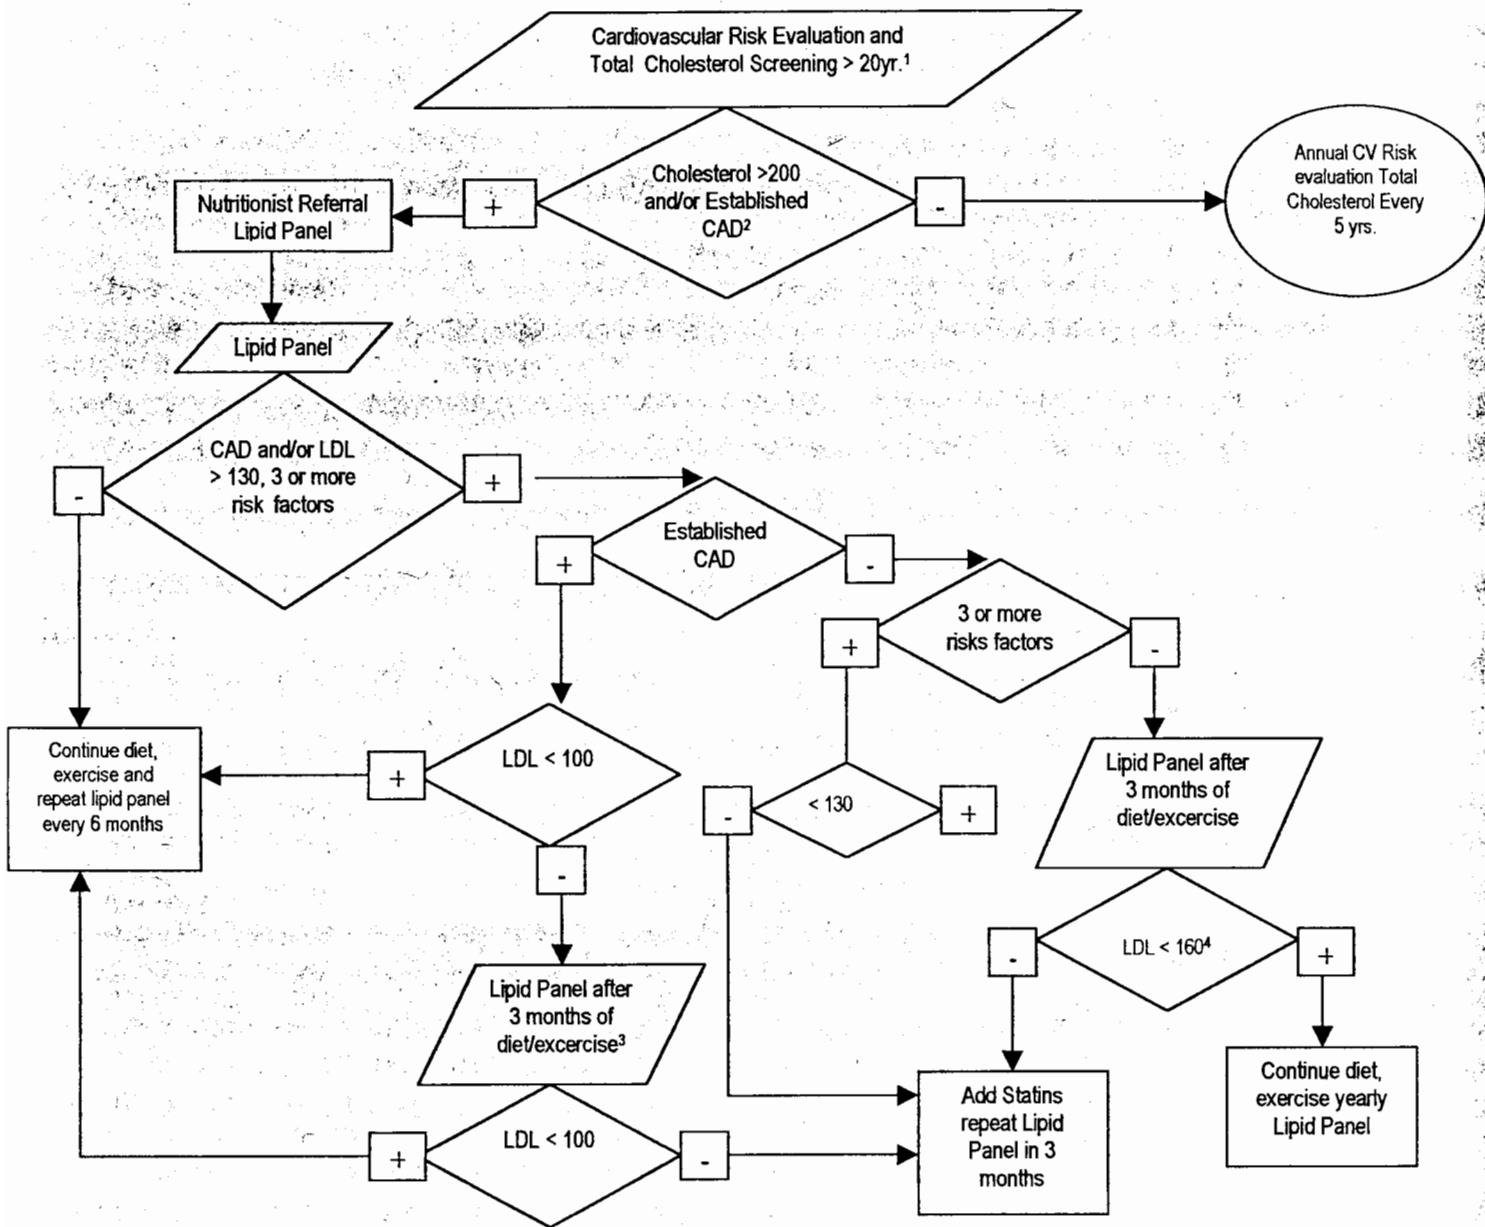 Cardiovascular Risk Evaluation and
Total Cholesterol Screening > 20yr.¹
Cholesterol >200
and/or Established
CAD²
+
-
Nutritionist Referral
Lipid Panel
Annual CV Risk
evaluation Total
Cholesterol Every
5 yrs.
Lipid Panel
CAD and/or LDL
> 130, 3 or more
risk factors
-
+
Established
CAD
+
-
3 or more
risks factors
+
-
Continue diet,
exercise and
repeat lipid panel
every 6 months
+
LDL < 100
-
< 130
-
+
Lipid Panel after
3 months of
diet/excercise
LDL < 160⁴
-
+
Lipid Panel after
3 months of
diet/excercise³
LDL < 100
+
-
Add Statins
repeat Lipid
Panel in 3
months
Continue diet,
exercise yearly
Lipid Panel